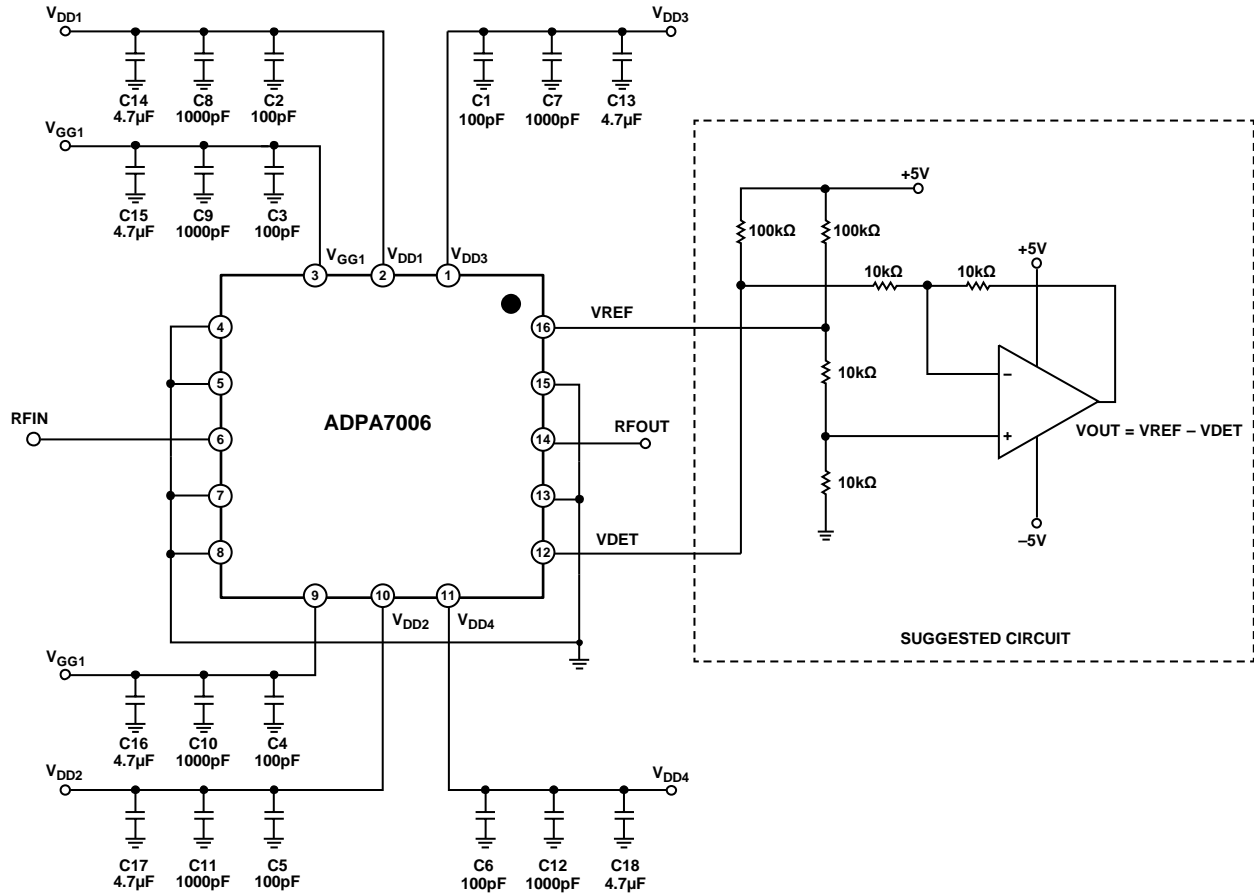 VDD1
VDD3
C14
4.7µF
C8
1000pF
C2
100pF
C1
100pF
C7
1000pF
C13
4.7µF
VGG1
C15
4.7µF
C9
1000pF
C3
100pF
+5V
100kΩ
100kΩ
+5V
10kΩ
10kΩ
VGG1
VDD1
VDD3
3
2
1
4
5
6
7
8
RFIN
ADPA7006
16
15
14
13
12
VREF
RFOUT
VDET
10kΩ
10kΩ
–
+
VOUT = VREF – VDET
–5V
SUGGESTED CIRCUIT
9
10
11
VDD2
VDD4
VGG1
C16
4.7µF
C10
1000pF
C4
100pF
VDD2
VDD4
C17
4.7µF
C11
1000pF
C5
100pF
C6
100pF
C12
1000pF
C18
4.7µF